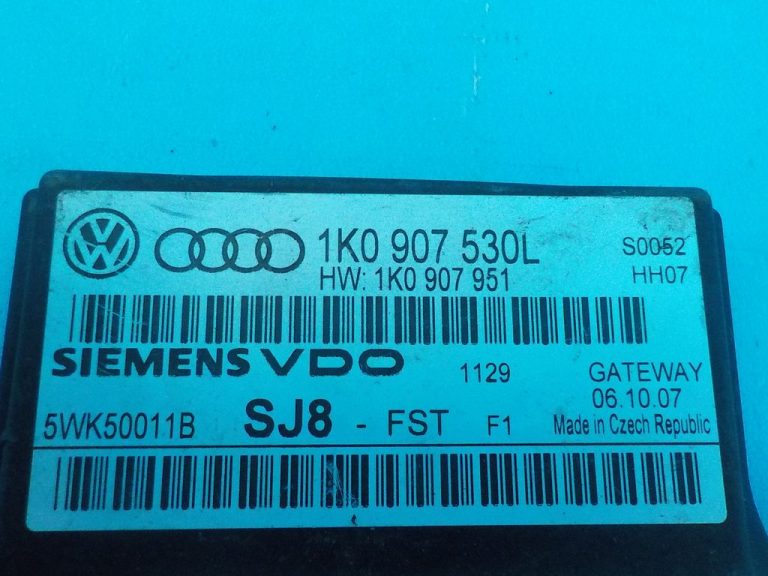 1K0 907 530L S0052
HW: 1K0 907 951 HH07
SIEMENS VDO 1129 GATEWAY
06.10.07
5WK50011B SJ8 - FST F1 Made in Czech Republic